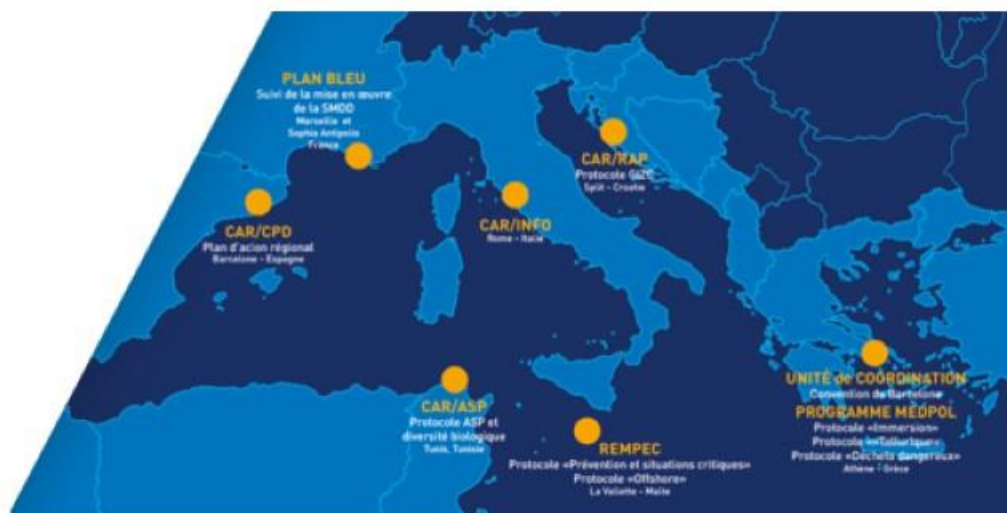 PLAN BLEU
Suivi de la mise en œuvre
de la SMDD
Marseille et
Sophia Antipolis
France
CAR/CPD
Plan d'acion régional
Barcelone - Espagne
CAR/INFO
Rome - Italie
CAR/PAP
Protocole GIZC
Split - Croatie
CAR/ASP
Protocole ASP et
diversité biologique
Tunis, Tunisie
REMPEC
Protocole «Prévention et situations critiques»
Protocole «Offshore»
La Valette - Malte
UNITÉ de COORDINATION
Convention de Barcelone
PROGRAMME MEDPOL
Protocole «Immersion»
Protocole «Tellurique»
Protocole «Déchets dangereux»
Athène - Grèce